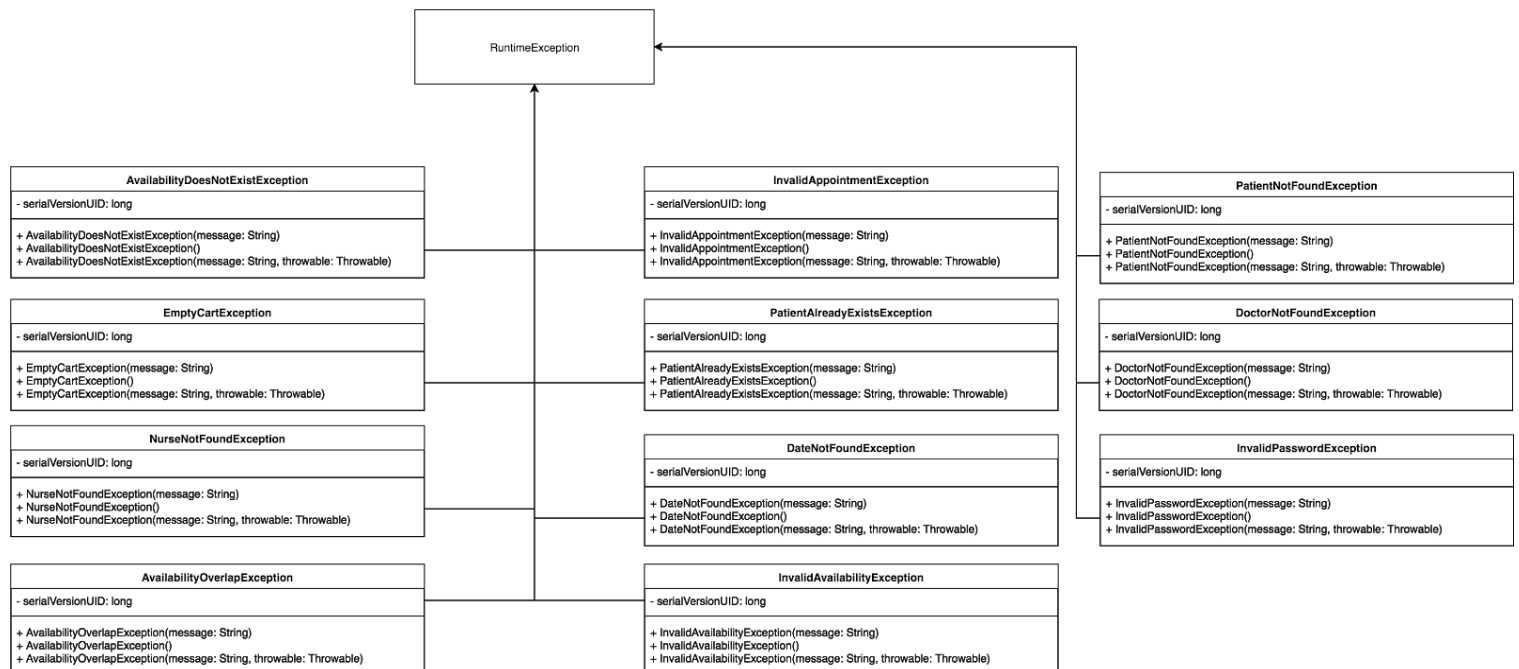 RuntimeException
AvailabilityDoesNotExistException
- serialVersionUID: long
+ AvailabilityDoesNotExistException(message: String)
+ AvailabilityDoesNotExistException()
+ AvailabilityDoesNotExistException(message: String, throwable: Throwable)
InvalidAppointmentException
- serialVersionUID: long
+ InvalidAppointmentException(message: String)
+ InvalidAppointmentException()
+ InvalidAppointmentException(message: String, throwable: Throwable)
PatientNotFoundException
- serialVersionUID: long
+ PatientNotFoundException(message: String)
+ PatientNotFoundException()
+ PatientNotFoundException(message: String, throwable: Throwable)
EmptyCartException
- serialVersionUID: long
+ EmptyCartException(message: String)
+ EmptyCartException()
+ EmptyCartException(message: String, throwable: Throwable)
PatientAlreadyExistsException
- serialVersionUID: long
+ PatientAlreadyExistsException(message: String)
+ PatientAlreadyExistsException()
+ PatientAlreadyExistsException(message: String, throwable: Throwable)
DoctorNotFoundException
- serialVersionUID: long
+ DoctorNotFoundException(message: String)
+ DoctorNotFoundException()
+ DoctorNotFoundException(message: String, throwable: Throwable)
NurseNotFoundException
- serialVersionUID: long
+ NurseNotFoundException(message: String)
+ NurseNotFoundException()
+ NurseNotFoundException(message: String, throwable: Throwable)
DateNotFoundException
- serialVersionUID: long
+ DateNotFoundException(message: String)
+ DateNotFoundException()
+ DateNotFoundException(message: String, throwable: Throwable)
InvalidPasswordException
- serialVersionUID: long
+ InvalidPasswordException(message: String)
+ InvalidPasswordException()
+ InvalidPasswordException(message: String, throwable: Throwable)
AvailabilityOverlapException
- serialVersionUID: long
+ AvailabilityOverlapException(message: String)
+ AvailabilityOverlapException()
+ AvailabilityOverlapException(message: String, throwable: Throwable)
InvalidAvailabilityException
- serialVersionUID: long
+ InvalidAvailabilityException(message: String)
+ InvalidAvailabilityException()
+ InvalidAvailabilityException(message: String, throwable: Throwable)